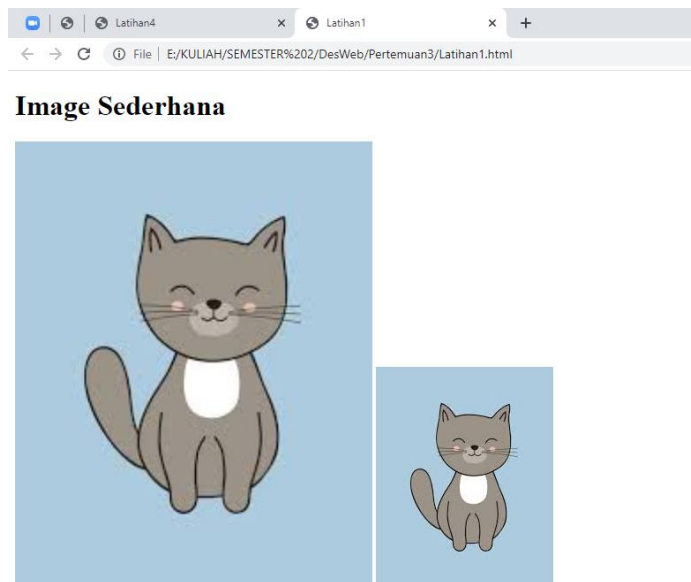 Latihan4
Latihan1
File | E:/KULIAH/SEMESTER%202/DesWeb/Pertemuan3/Latihan1.html
Image Sederhana